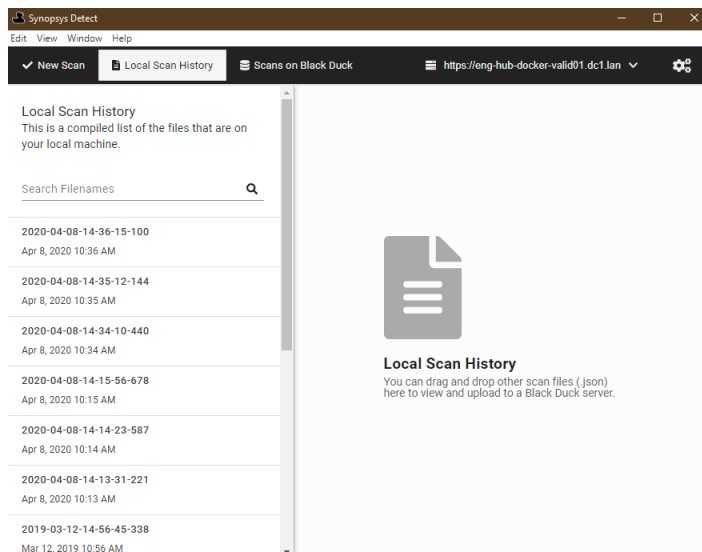 Synopsys Detect
Edit View Window Help
New Scan Local Scan History Scans on Black Duck https://eng-hub-docker-valid01.dc1.lan
Local Scan History
This is a compiled list of the files that are on
your local machine.
Search Filenames
2020-04-08-14-36-15-100
Apr 8, 2020 10:36 AM
2020-04-08-14-35-12-144
Apr 8, 2020 10:35 AM
2020-04-08-14-34-10-440
Apr 8, 2020 10:34 AM
2020-04-08-14-15-56-678
Apr 8, 2020 10:15 AM
2020-04-08-14-14-23-587
Apr 8, 2020 10:14 AM
2020-04-08-14-13-31-221
Apr 8, 2020 10:13 AM
2019-03-12-14-56-45-338
Mar 12, 2019 10:56 AM
Local Scan History
You can drag and drop other scan files (.json)
here to view and upload to a Black Duck server.